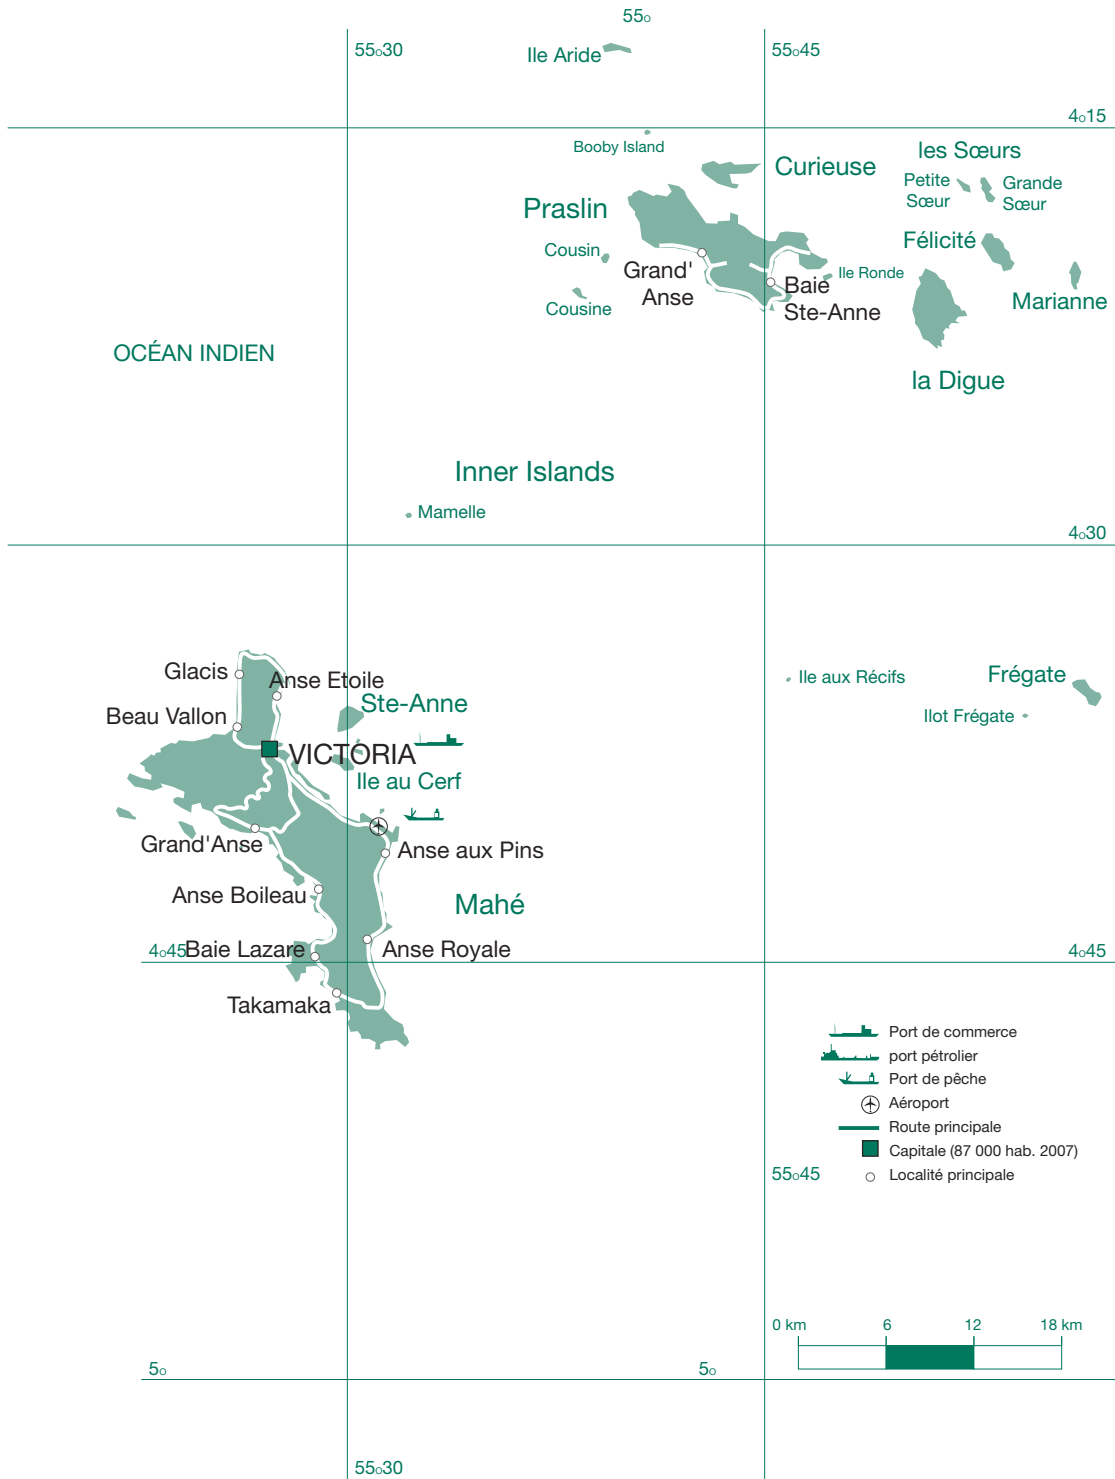 55o
55o30
Ile Aride
55o45
4o15
Booby Island
les Sœurs
Curieuse
Petite
Sœur
Grande
Sœur
Praslin
Félicité
Cousin
Grand'
Anse
Ile Ronde
Baie
Ste-Anne
Cousine
Marianne
OCÉAN INDIEN
la Digue
Inner Islands
Mamelle
4o30
Glacis
Anse Etoile
Ile aux Récifs
Frégate
Ste-Anne
Beau Vallon
Ilot Frégate
VICTORIA
Ile au Cerf
Grand'Anse
Anse aux Pins
Anse Boileau
Mahé
4o45
Baie Lazare
Anse Royale
4o45
Takamaka
Port de commerce
port pétrolier
Port de pêche
Aéroport
Route principale
Capitale (87 000 hab. 2007)
55o45
Localité principale
0 km
6
12
18 km
5o
5o
55o30